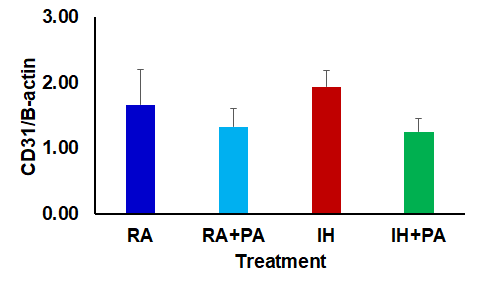 3.00
2.00
1.00
0.00
CD31/B-actin
RA RA+PA IH IH+PA
Treatment